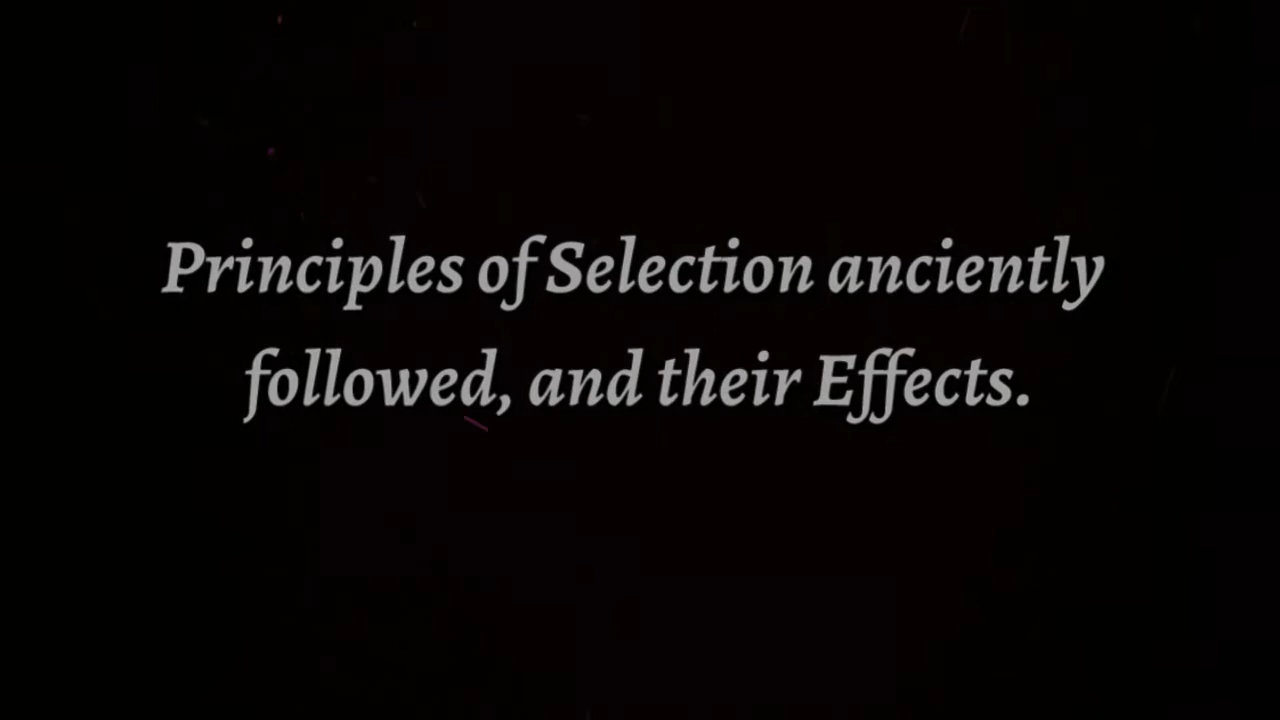 Principles of Selection anciently
followed, and their Effects.